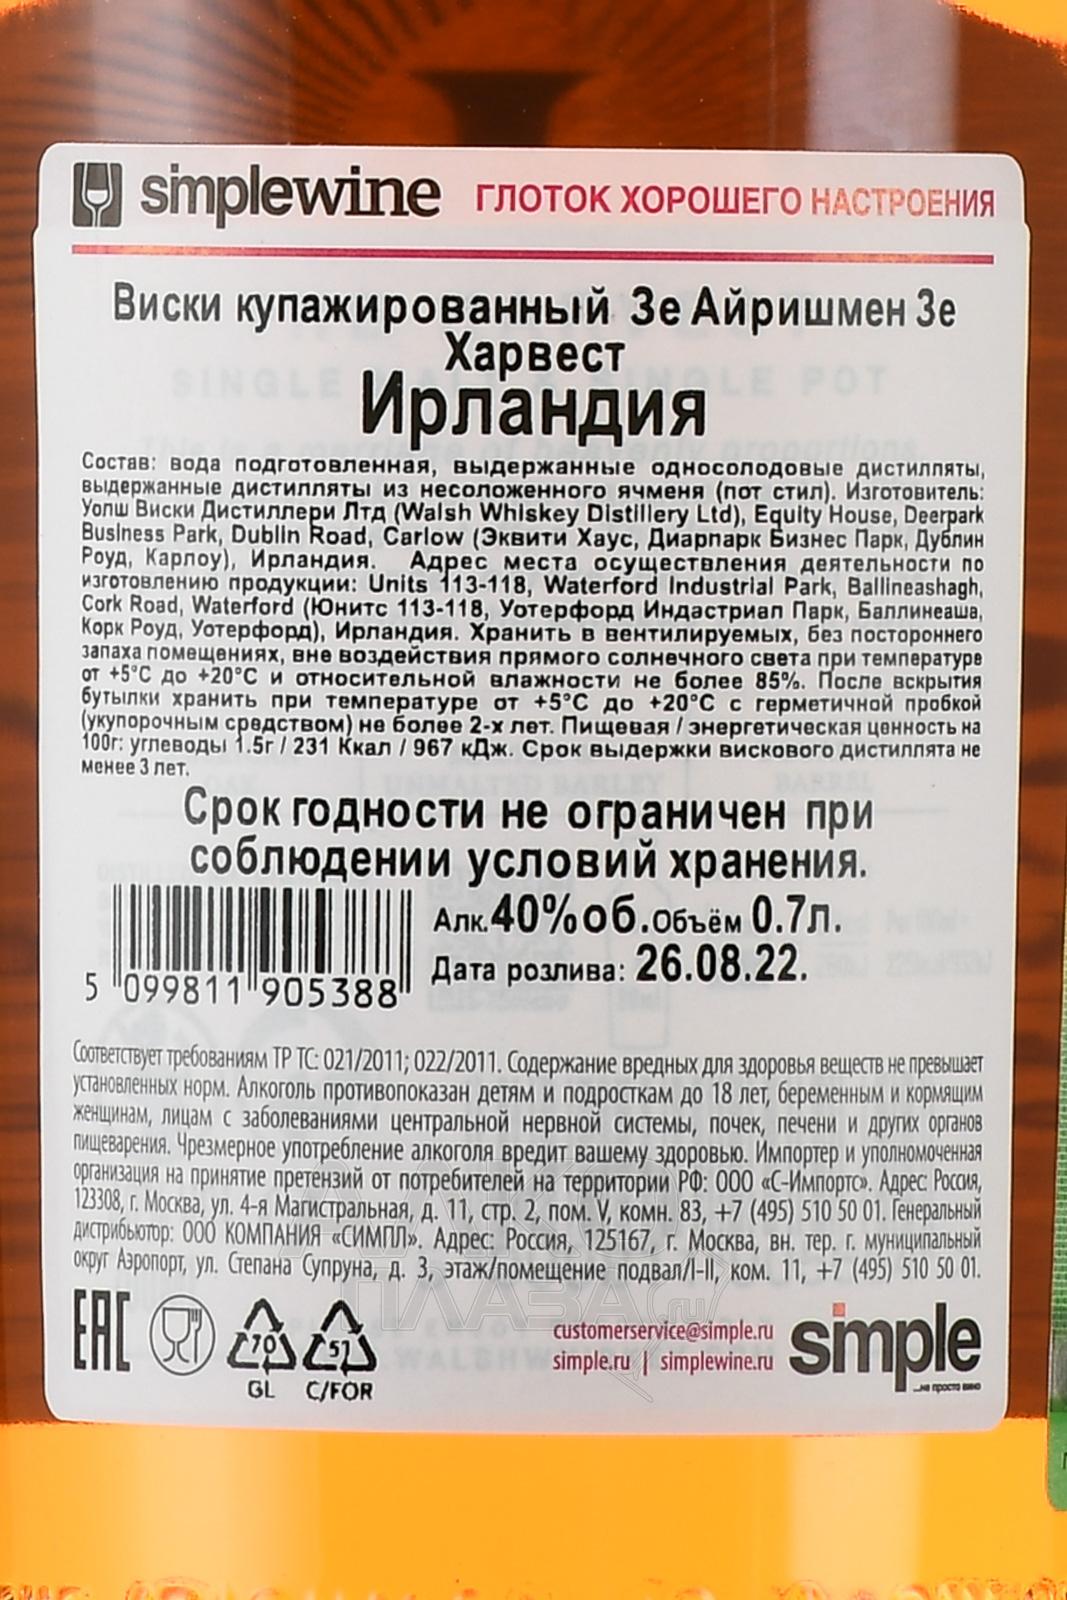 simplewine ГЛОТОК ХОРОШЕГО НАСТРОЕНИЯ
Виски купажированный Зе Айришмен Зе
Харвест
Ирландия
Состав: вода подготовленная, выдержанные односолодовые дистилляты,
выдержанные дистилляты из несоложенного ячменя (пот стил). Изготовитель:
Уолш Виски Дистиллери Лтд (Walsh Whiskey Distillery Ltd), Equity House, Deerpark
Business Park, Dublin Road, Carlow (Эквити Хаус, Диарпарк Бизнес Парк, Дублин
Роуд, Карлоу), Ирландия. Адрес места осуществления деятельности по
изготовлению продукции: Units 113-118, Waterford Industrial Park, Ballineashagh,
Cork Road, Waterford (Юнитс 113-118, Уотерфорд Индастриал Парк, Баллинеаша,
Корк Роуд, Уотерфорд), Ирландия. Хранить в вентилируемых, без постороннего
запаха помещениях, вне воздействия прямого солнечного света при температуре
от +5°C до +20°C и относительной влажности не более 85%. После вскрытия
бутылки хранить при температуре от +5°C до +20°C с герметичной пробкой
(укупорочным средством) не более 2-х лет. Пищевая / энергетическая ценность на
100г: углеводы 1.5г / 231 Ккал / 967 кДж. Срок выдержки вискового дистиллята не
менее 3 лет.
Срок годности не ограничен при
соблюдении условий хранения.
Алк. 40% об. Объём 0.7л.
Дата розлива: 26.08.22.
5 099811 905388
Соответствует требованиям ТР ТС: 021/2011; 022/2011. Содержание вредных для здоровья веществ не превышает
установленных норм. Алкоголь противопоказан детям и подросткам до 18 лет, беременным и кормящим
женщинам, лицам с заболеваниями центральной нервной системы, почек, печени и других органов
пищеварения. Чрезмерное употребление алкоголя вредит вашему здоровью. Импортер и уполномоченная
организация на принятие претензий от потребителей на территории РФ: ООО «С-Импортс». Адрес: Россия,
123308, г. Москва, ул. 4-я Магистральная, д. 11, стр. 2, пом. V, комн. 83, +7 (495) 510 50 01. Генеральный
дистрибьютор: ООО КОМПАНИЯ «СИМПЛ». Адрес: Россия, 125167, г. Москва, вн. тер. г. муниципальный
округ Аэропорт, ул. Степана Супруна, д. 3, этаж/помещение подвал/I-II, ком. 11, +7 (495) 510 50 01.
EAC 70 GL 51 C/FOR
customerservice@simple.ru
simple.ru | simplewine.ru
simple
...не просто вино
АЛКО
ПЛАЗА.ru